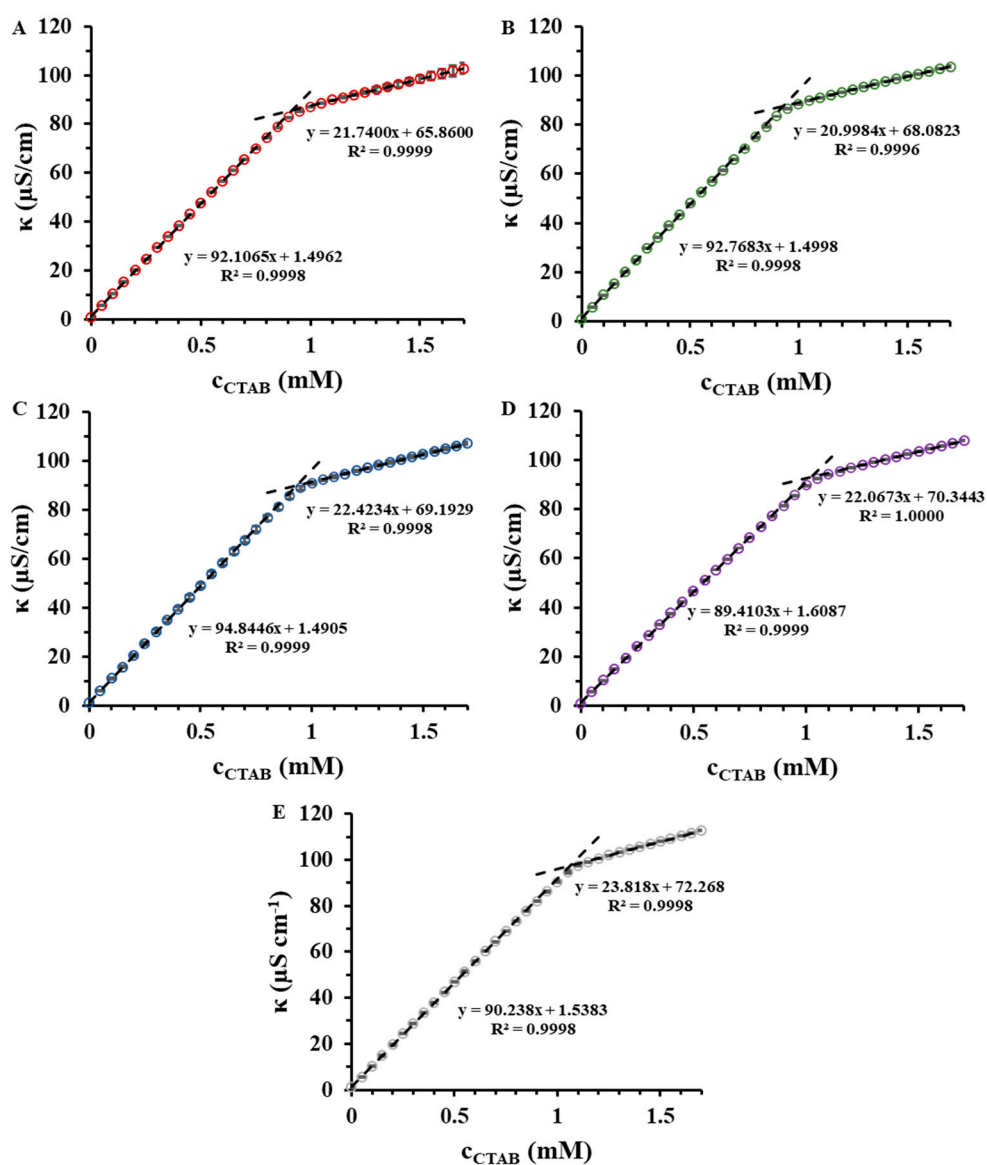 A
120
100
80
60
40
20
0
κ (µS/cm)
y = 21.7400x + 65.8600
R² = 0.9999
y = 92.1065x + 1.4962
R² = 0.9998
0 0.5 1 1.5
cCTAB (mM)
B
120
100
80
60
40
20
0
κ (µS/cm)
y = 20.9984x + 68.0823
R² = 0.9996
y = 92.7683x + 1.4998
R² = 0.9998
0 0.5 1 1.5
cCTAB (mM)
C
120
100
80
60
40
20
0
κ (µS/cm)
y = 22.4234x + 69.1929
R² = 0.9998
y = 94.8446x + 1.4905
R² = 0.9999
0 0.5 1 1.5
cCTAB (mM)
D
120
100
80
60
40
20
0
κ (µS/cm)
y = 22.0673x + 70.3443
R² = 1.0000
y = 89.4103x + 1.6087
R² = 0.9999
0 0.5 1 1.5
cCTAB (mM)
E
120
100
80
60
40
20
0
κ (µS cm⁻¹)
y = 23.818x + 72.268
R² = 0.9998
y = 90.238x + 1.5383
R² = 0.9998
0 0.5 1 1.5
cCTAB (mM)